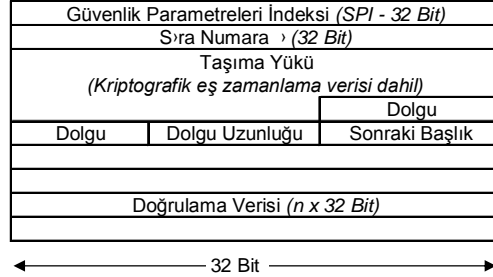 Güvenlik Parametreleri İndeksi (SPI - 32 Bit)
S›ra Numara › (32 Bit)
Taşıma Yükü
(Kriptografik eş zamanlama verisi dahil)
Dolgu
Dolgu Dolgu Uzunluğu Sonraki Başlık
Doğrulama Verisi (n x 32 Bit)
32 Bit